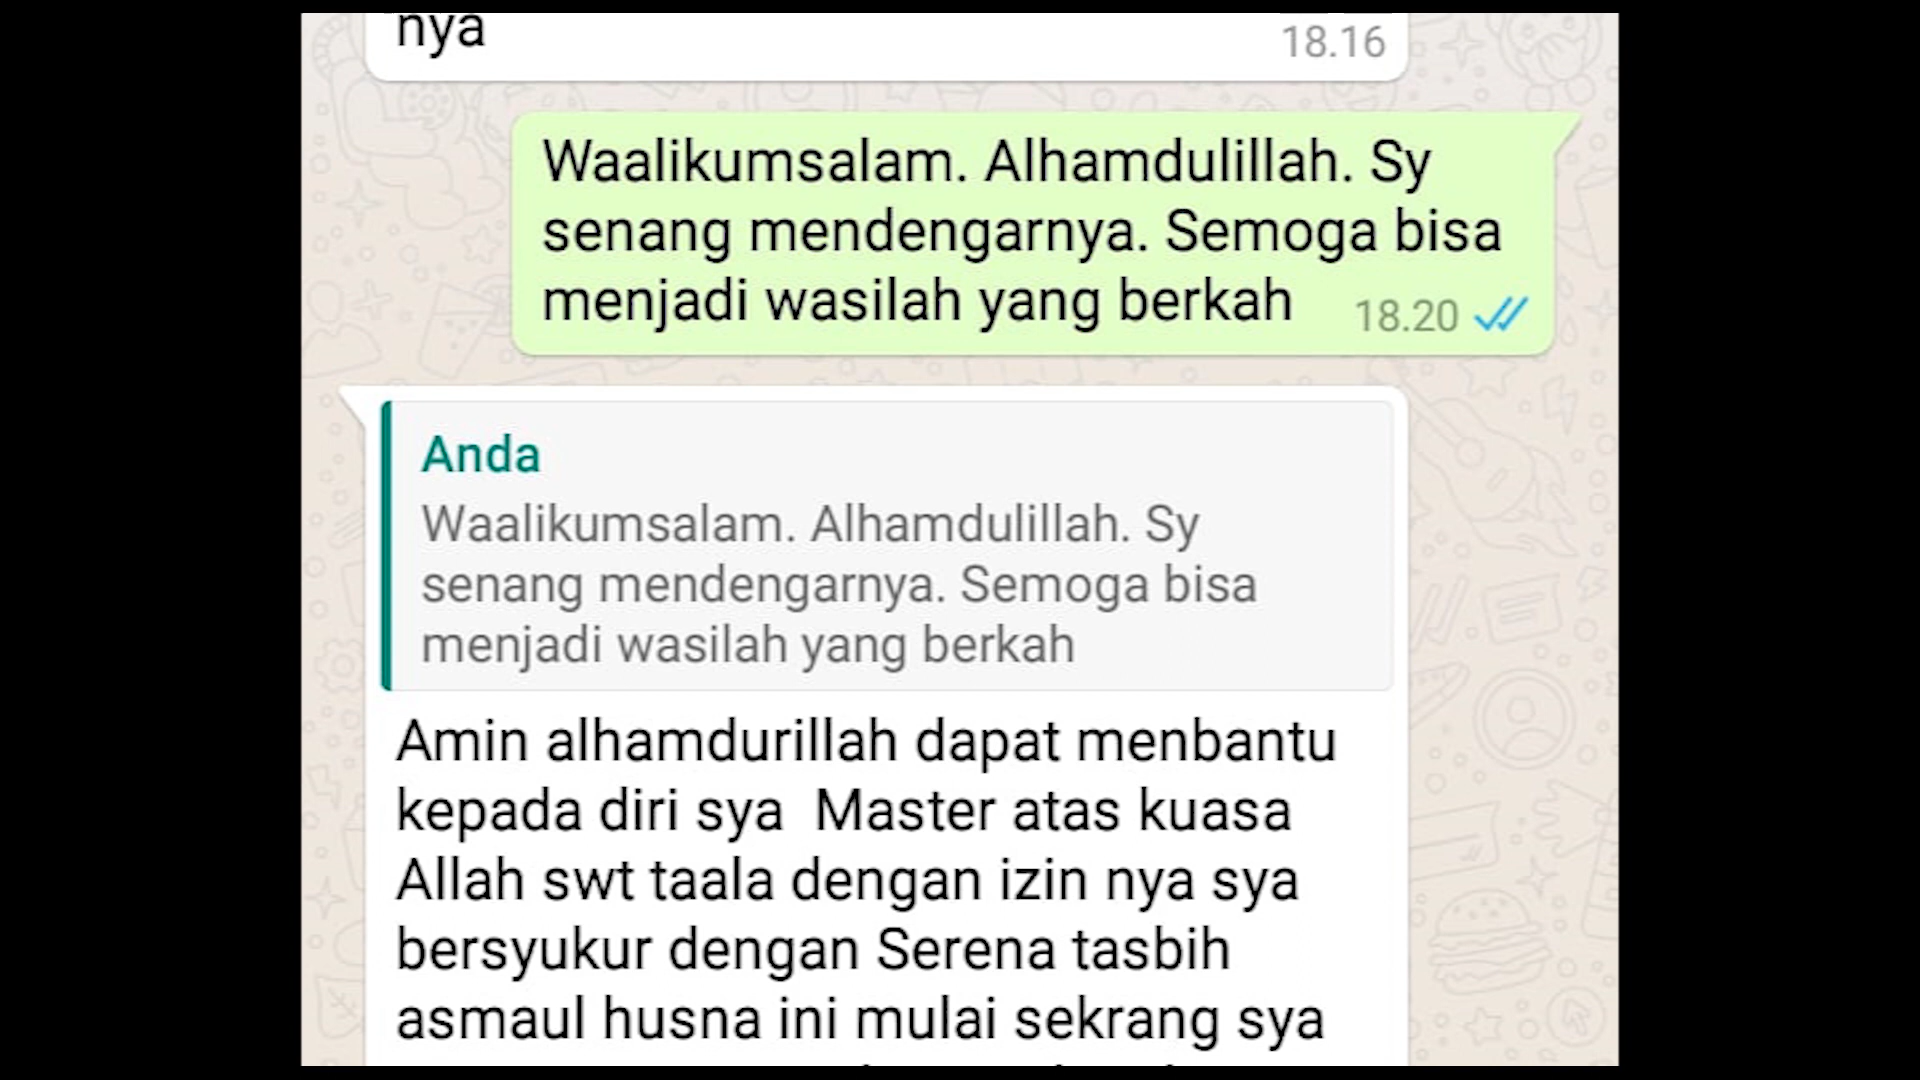 nya
18.16
Waalikumsalam. Alhamdulillah. Sy
senang mendengarnya. Semoga bisa
menjadi wasilah yang berkah
18.20
Anda
Waalikumsalam. Alhamdulillah. Sy
senang mendengarnya. Semoga bisa
menjadi wasilah yang berkah
Amin alhamdurillah dapat menbantu
kepada diri sya  Master atas kuasa
Allah swt taala dengan izin nya sya
bersyukur dengan Serena tasbih
asmaul husna ini mulai sekrang sya